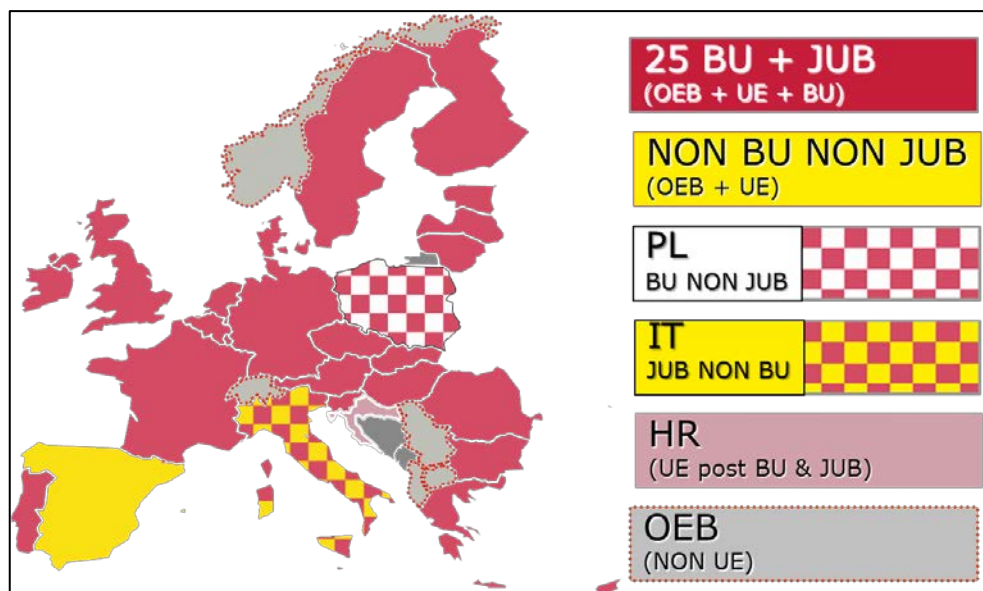 25 BU + JUB
(OEB + UE + BU)
NON BU NON JUB
(OEB + UE)
PL
BU NON JUB
IT
JUB NON BU
HR
(UE post BU & JUB)
OEB
(NON UE)